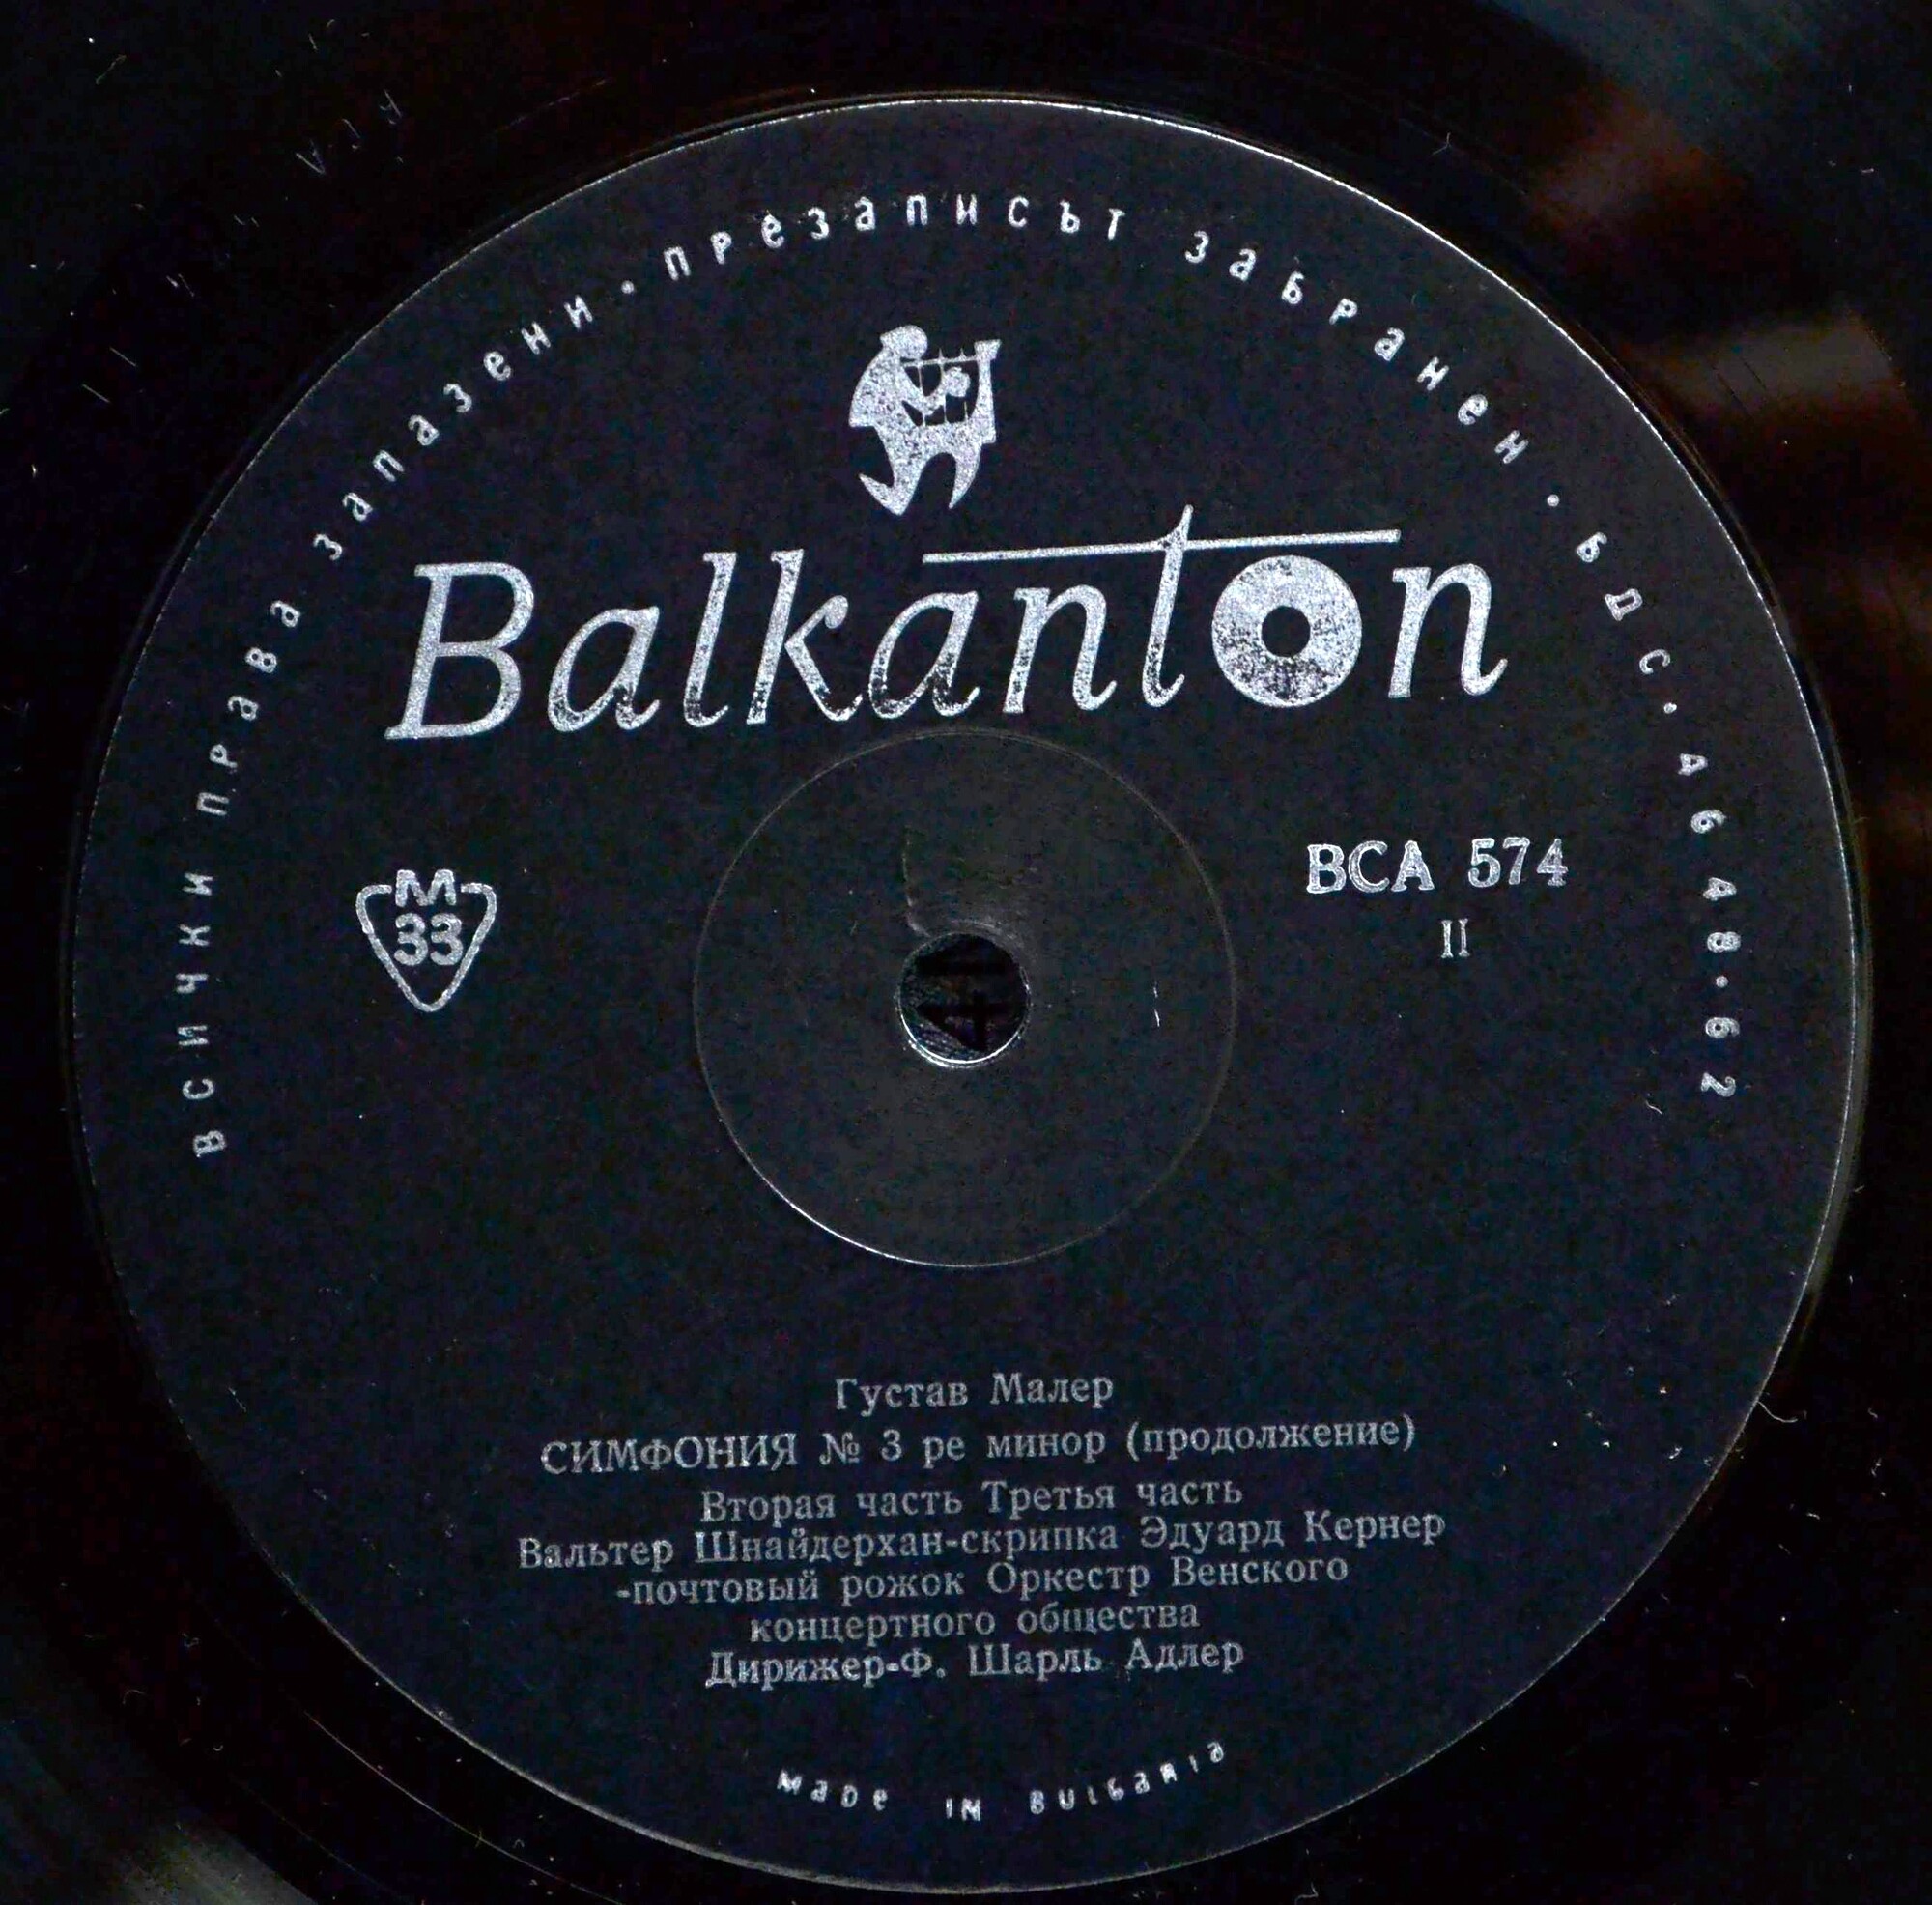 всички права запазени · презаписът забранен · БДС. 4648·62
Balkanton
M
33
ВСА 574
II
Густав Малер
СИМФОНИЯ № 3 ре минор (продолжение)
Вторая часть Третья часть
Вальтер Шнайдерхан-скрипка Эдуард Кернер
-почтовый рожок Оркестр Венского
концертного общества
Дирижер-Ф. Шарль Адлер
made in Bulgaria